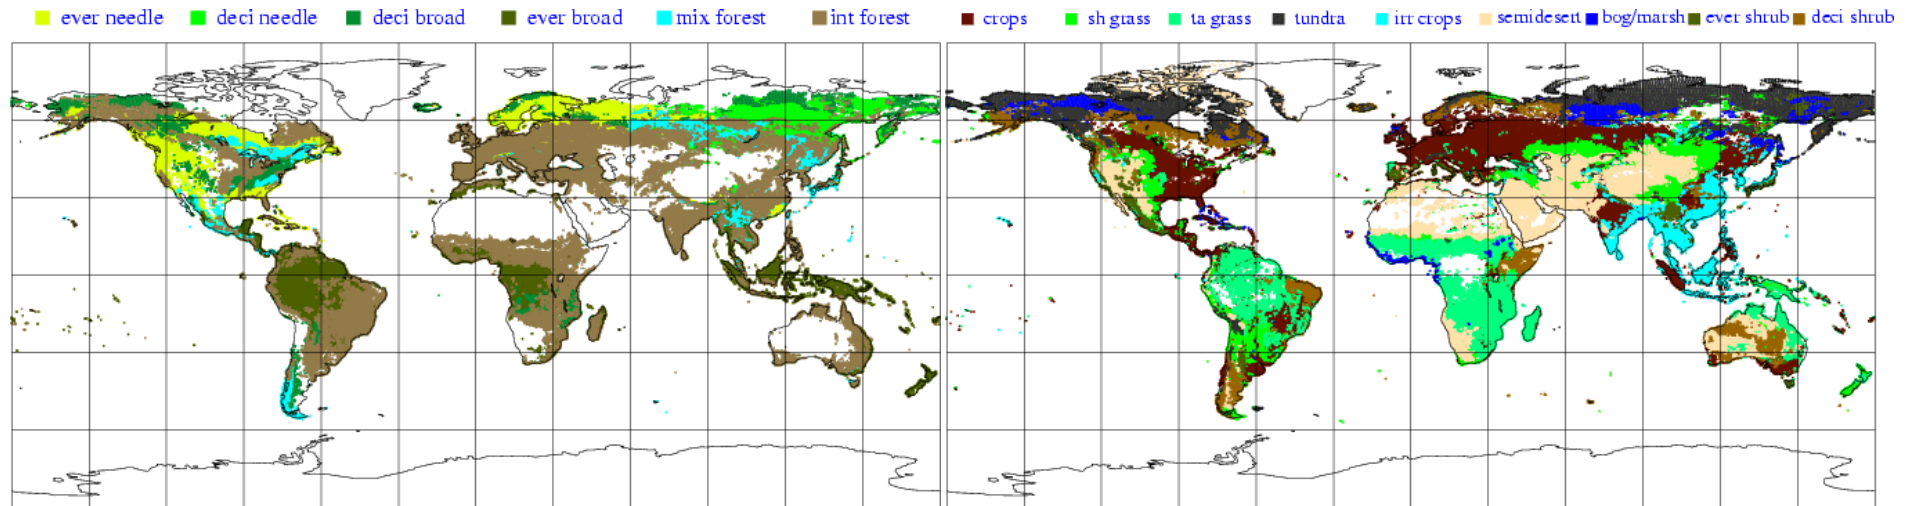 ever needle deci needle deci broad ever broad mix forest int forest
crops sh grass ta grass tundra irr crops semidesert bog/marsh ever shrub deci shrub